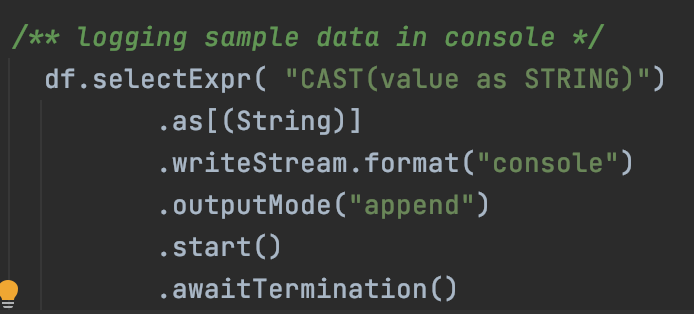 /** logging sample data in console */
df.selectExpr( "CAST(value as STRING)")
.as[(String)]
.writeStream.format("console")
.outputMode("append")
.start()
.awaitTermination()